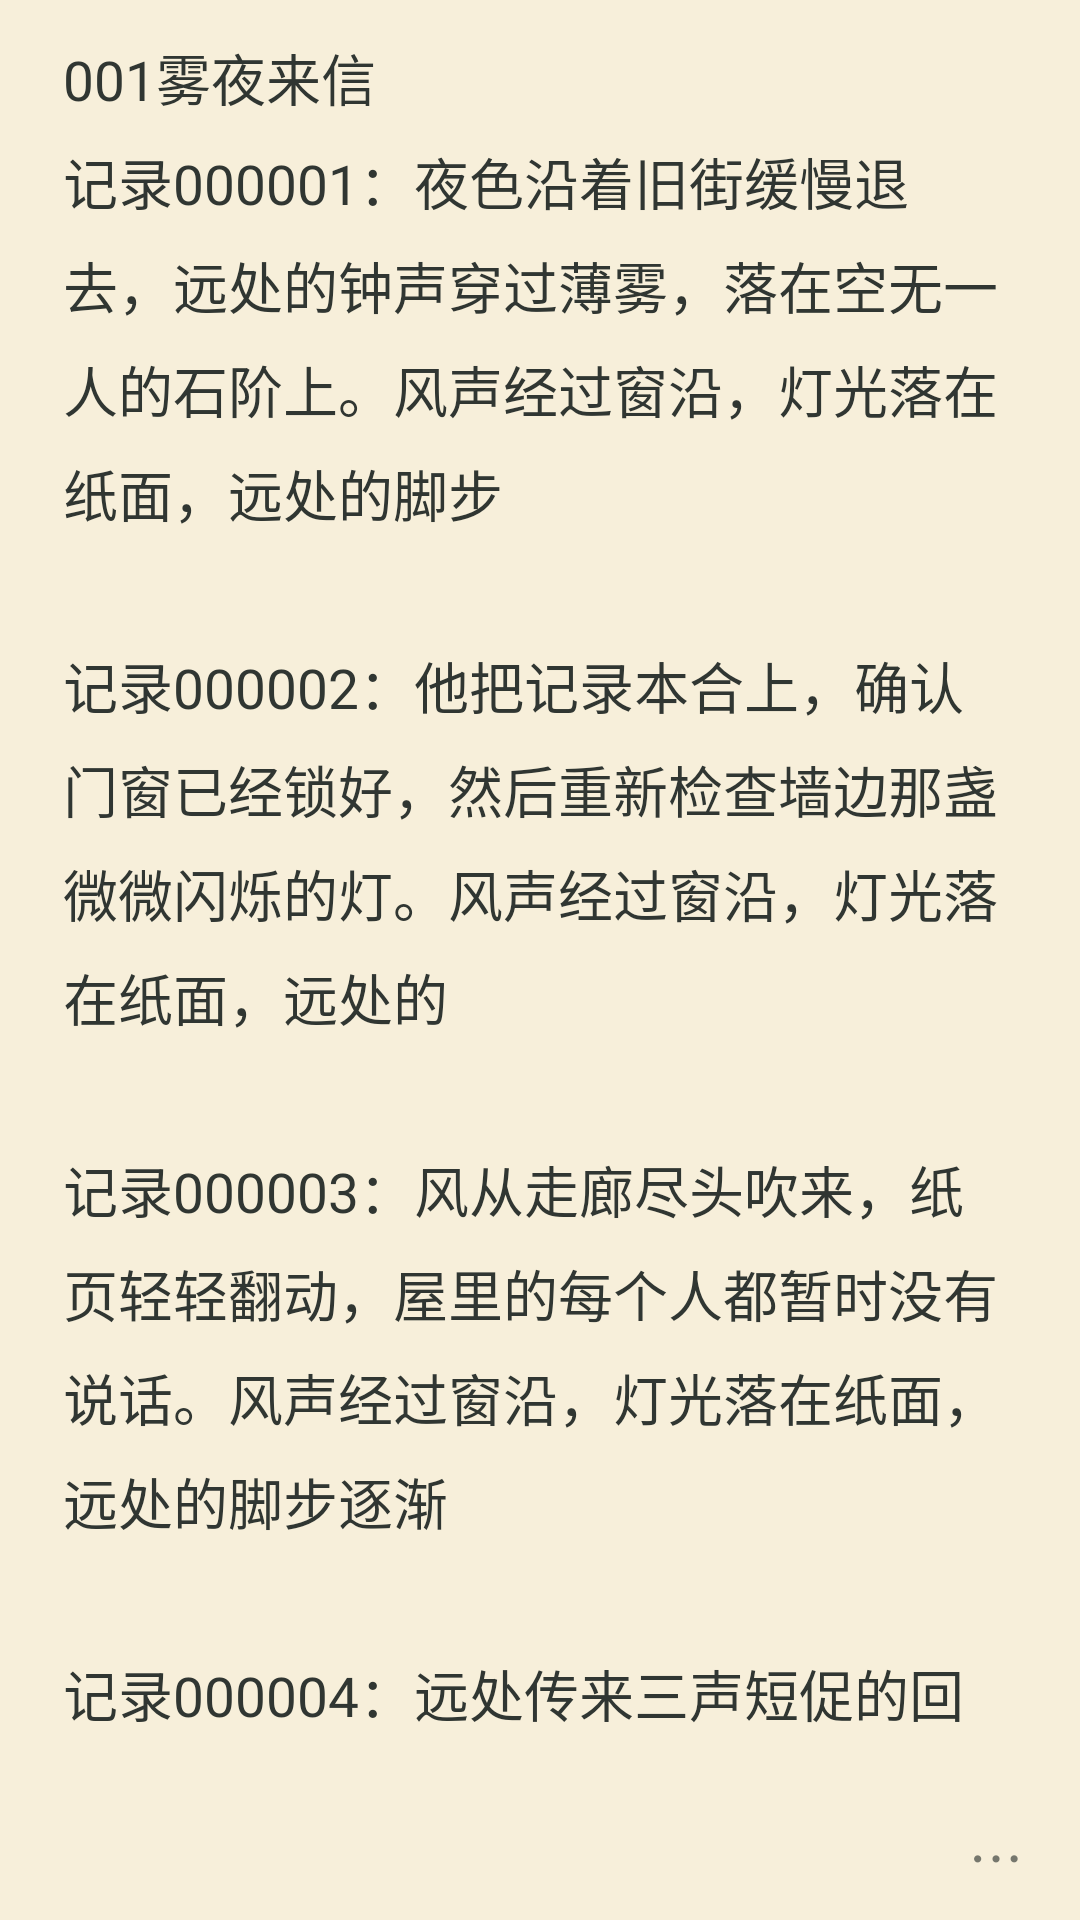 001雾夜来信
记录000001：夜色沿着旧街缓慢退
去，远处的钟声穿过薄雾，落在空无一
人的石阶上。风声经过窗沿，灯光落在
纸面，远处的脚步
记录000002：他把记录本合上，确认
门窗已经锁好，然后重新检查墙边那盏
微微闪烁的灯。风声经过窗沿，灯光落
在纸面，远处的
记录000003：风从走廊尽头吹来，纸
页轻轻翻动，屋里的每个人都暂时没有
说话。风声经过窗沿，灯光落在纸面，
远处的脚步逐渐
记录000004：远处传来三声短促的回
...